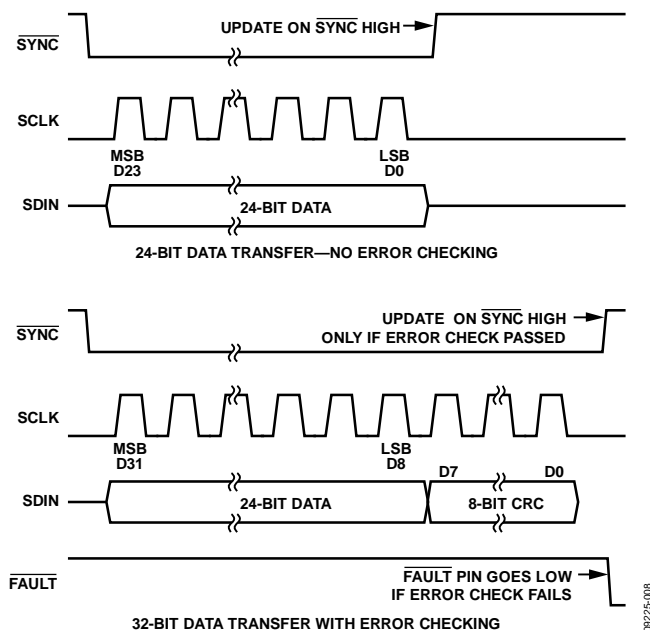 UPDATE ON SYNC HIGH
SYNC
SCLK
MSB
D23
LSB
D0
SDIN
24-BIT DATA
24-BIT DATA TRANSFER—NO ERROR CHECKING
UPDATE ON SYNC HIGH
ONLY IF ERROR CHECK PASSED
SYNC
SCLK
MSB
D31
LSB
D8
D7
D0
SDIN
24-BIT DATA
8-BIT CRC
FAULT
FAULT PIN GOES LOW
IF ERROR CHECK FAILS
32-BIT DATA TRANSFER WITH ERROR CHECKING
09225-008